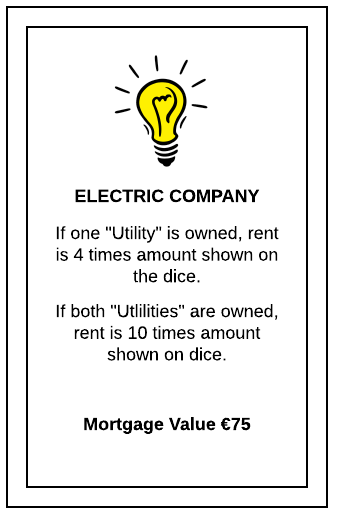 ELECTRIC COMPANY
If one "Utility" is owned, rent
is 4 times amount shown on
the dice.
If both "Utlilities" are owned,
rent is 10 times amount
shown on dice.
Mortgage Value €75